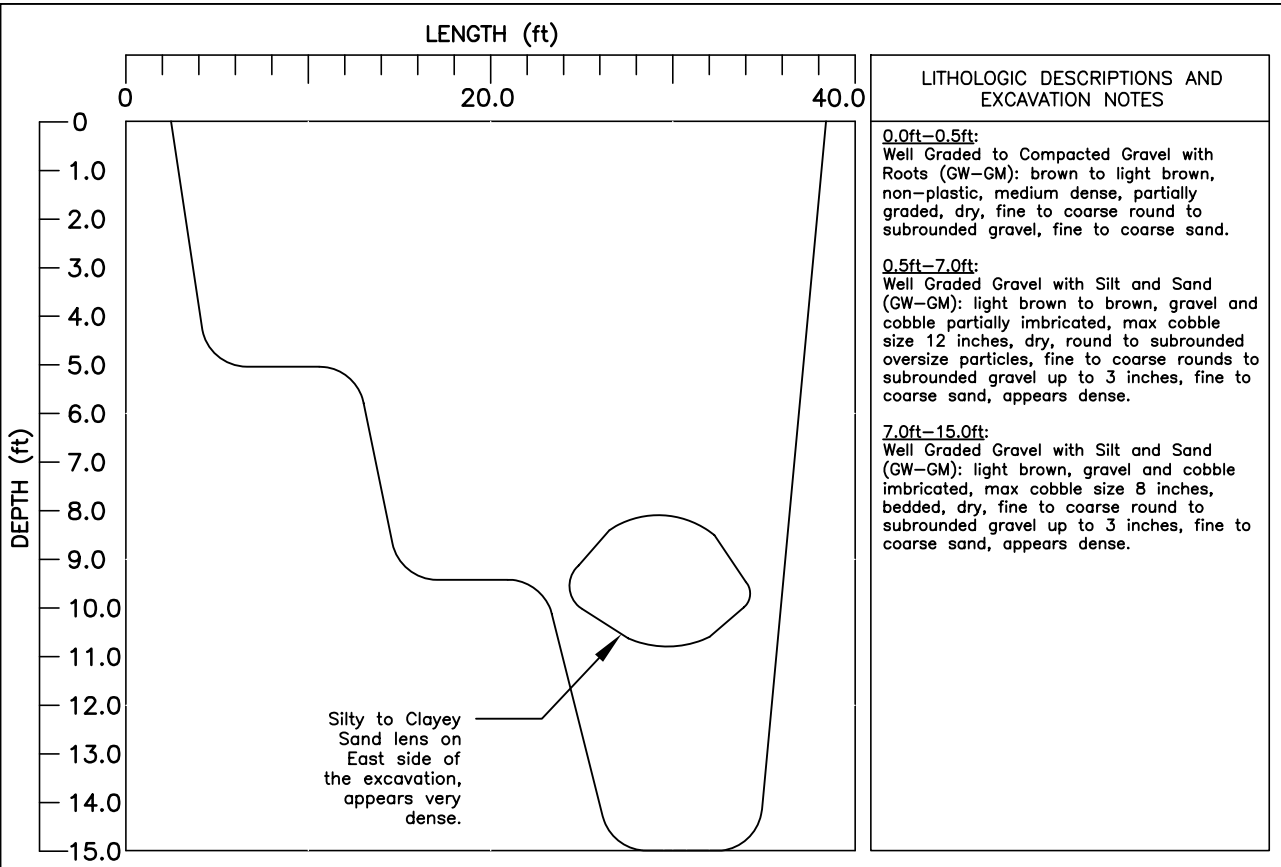 LENGTH (ft)
0 20.0 40.0
DEPTH (ft)
0
1.0
2.0
3.0
4.0
5.0
6.0
7.0
8.0
9.0
10.0
11.0
12.0
13.0
14.0
15.0
Silty to Clayey
Sand lens on
East side of
the excavation,
appears very
dense.
LITHOLOGIC DESCRIPTIONS AND
EXCAVATION NOTES
0.0ft–0.5ft:
Well Graded to Compacted Gravel with
Roots (GW–GM): brown to light brown,
non–plastic, medium dense, partially
graded, dry, fine to coarse round to
subrounded gravel, fine to coarse sand.
0.5ft–7.0ft:
Well Graded Gravel with Silt and Sand
(GW–GM): light brown to brown, gravel and
cobble partially imbricated, max cobble
size 12 inches, dry, round to subrounded
oversize particles, fine to coarse rounds to
subrounded gravel up to 3 inches, fine to
coarse sand, appears dense.
7.0ft–15.0ft:
Well Graded Gravel with Silt and Sand
(GW–GM): light brown, gravel and cobble
imbricated, max cobble size 8 inches,
bedded, dry, fine to coarse round to
subrounded gravel up to 3 inches, fine to
coarse sand, appears dense.